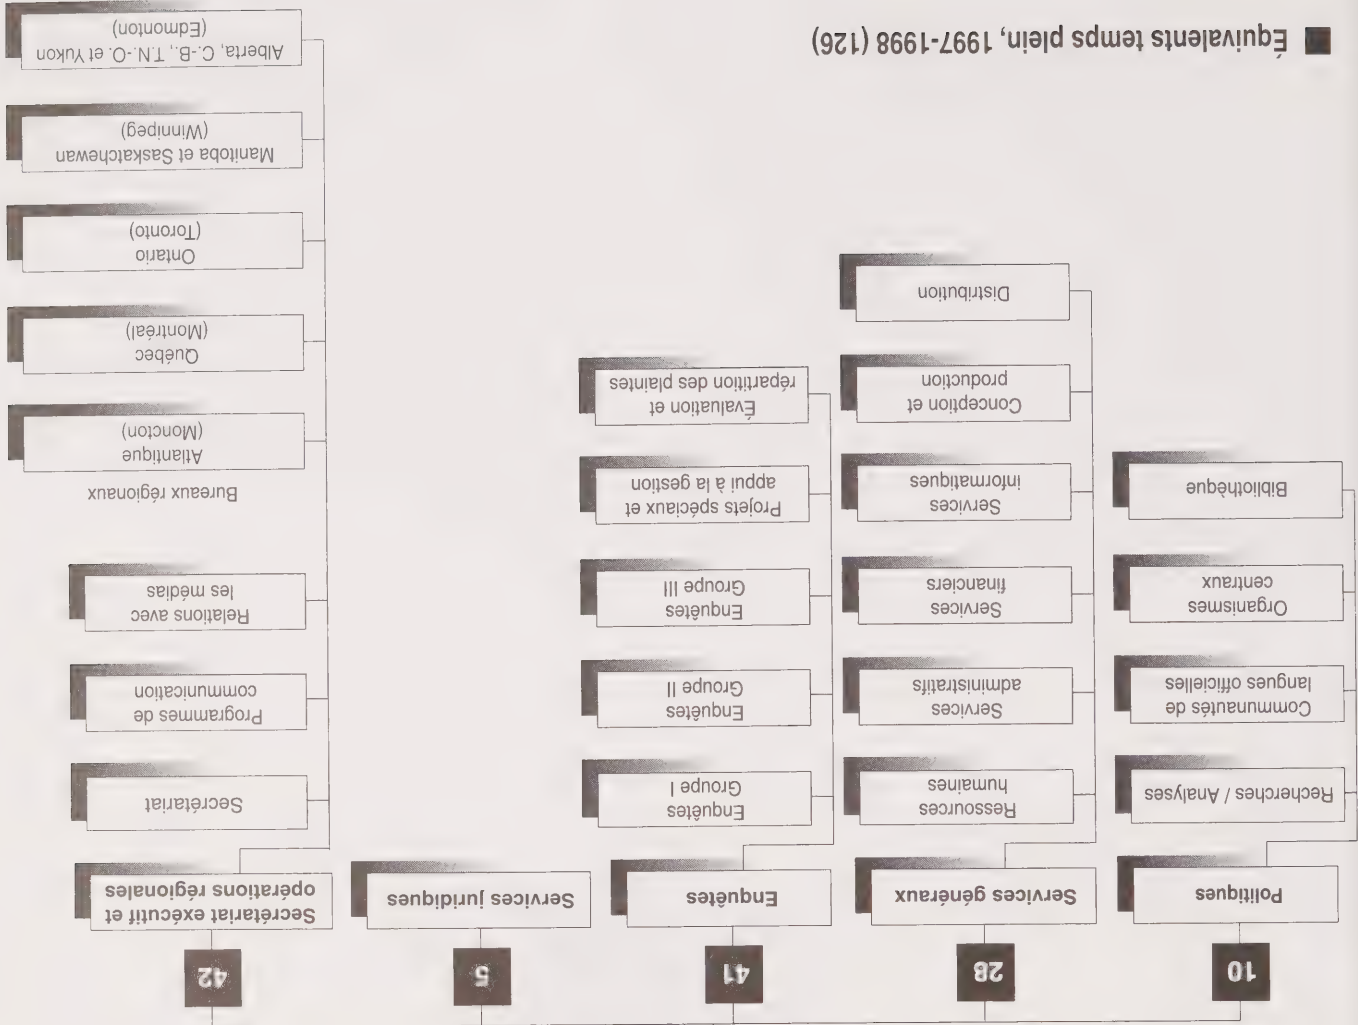 10
28
41
5
42
Politiques
Services généraux
Enquêtes
Services juridiques
Secrétariat exécutif et
opérations régionales
Recherches / Analyses
Communautés de
langues officielles
Organismes
centraux
Bibliothèque
Ressources
humaines
Services
administratifs
Services
financiers
Services
informatiques
Conception et
production
Distribution
Enquêtes
Groupe I
Enquêtes
Groupe II
Enquêtes
Groupe III
Projets spéciaux et
appui à la gestion
Évaluation et
répartition des plaintes
Secrétariat
Programmes de
communication
Relations avec
les médias
Bureaux régionaux
Atlantique
(Moncton)
Québec
(Montréal)
Ontario
(Toronto)
Manitoba et Saskatchewan
(Winnipeg)
Alberta, C.-B., T.N.-O. et Yukon
(Edmonton)
Équivalents temps plein, 1997-1998 (126)